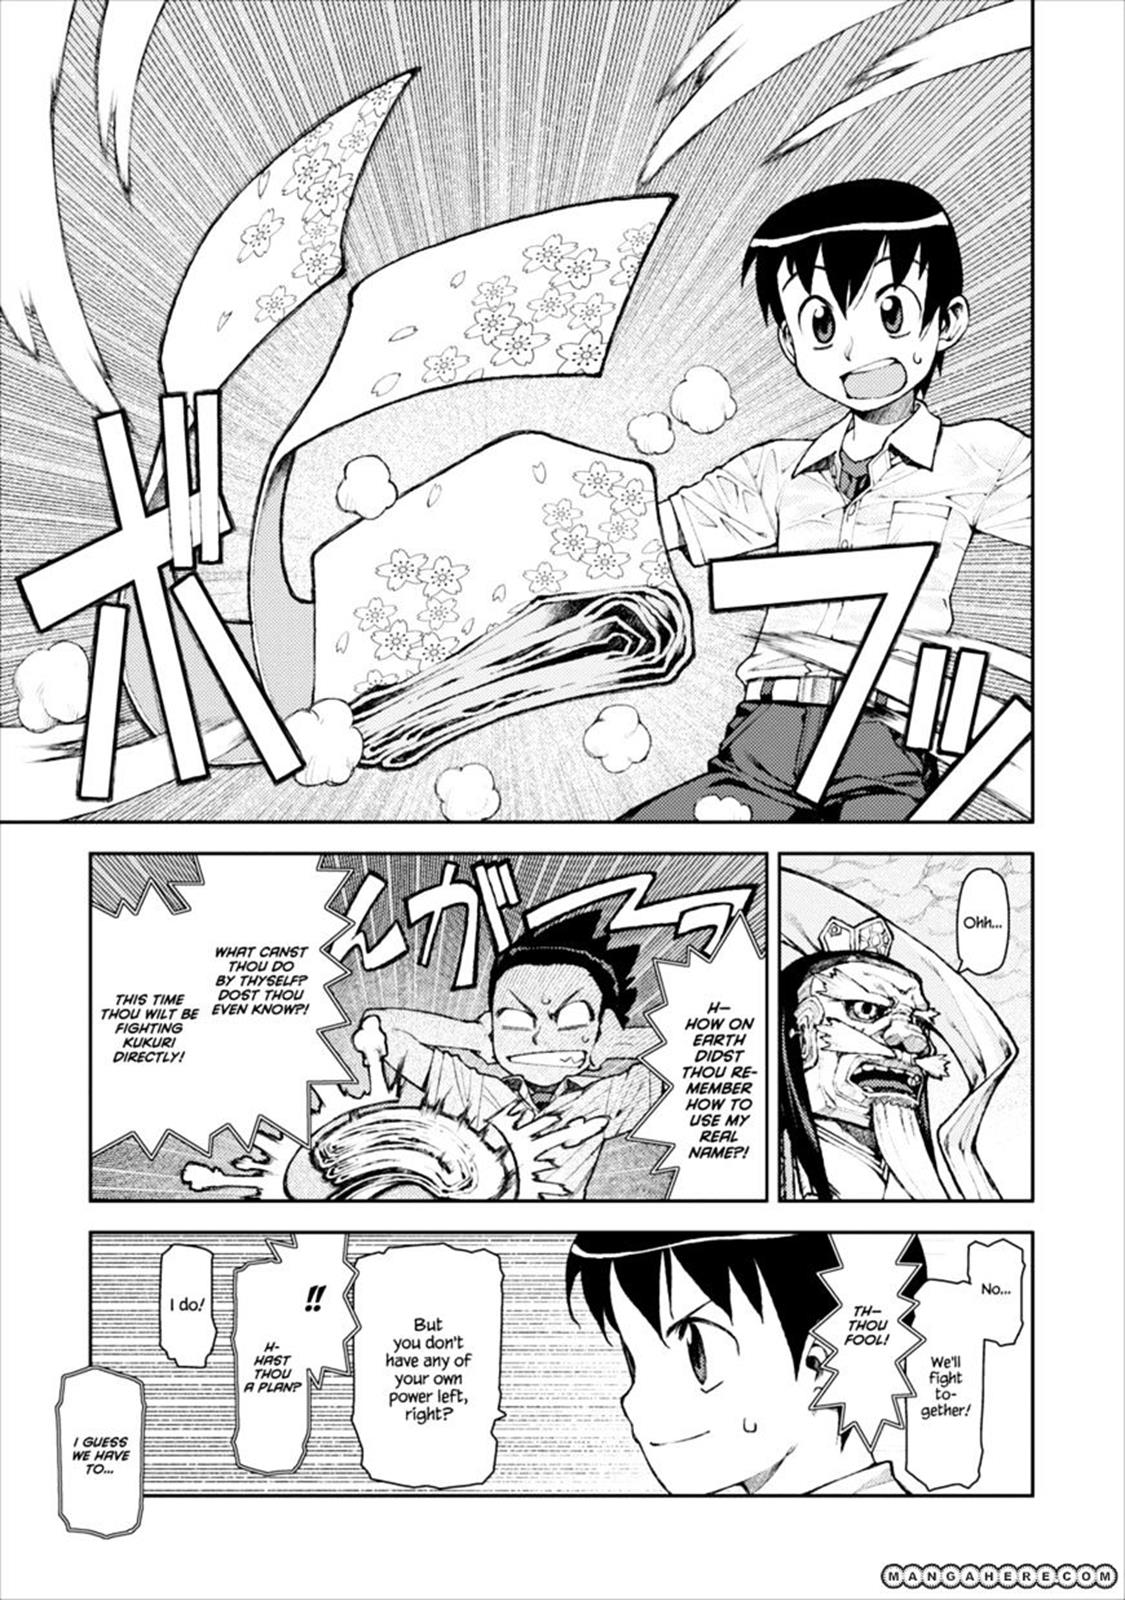 ボフッ
Ohh...
H—
HOW ON
EARTH
DIDST
THOU RE-
MEMBER
HOW TO
USE MY
REAL
NAME?!
んがーっ
WHAT CANST
THOU DO
BY THYSELF?
DOST THOU
EVEN KNOW?!
THIS TIME
THOU WILT BE
FIGHTING
KUKURI
DIRECTLY!
No...
We'll
fight
to-
gether!
TH—
THOU
FOOL!
But
you don't
have any of
your own
power left,
right?
!!
H-
HAST
THOU
A PLAN?
I do!
I GUESS
WE HAVE
TO...
MANGAHERE.COM